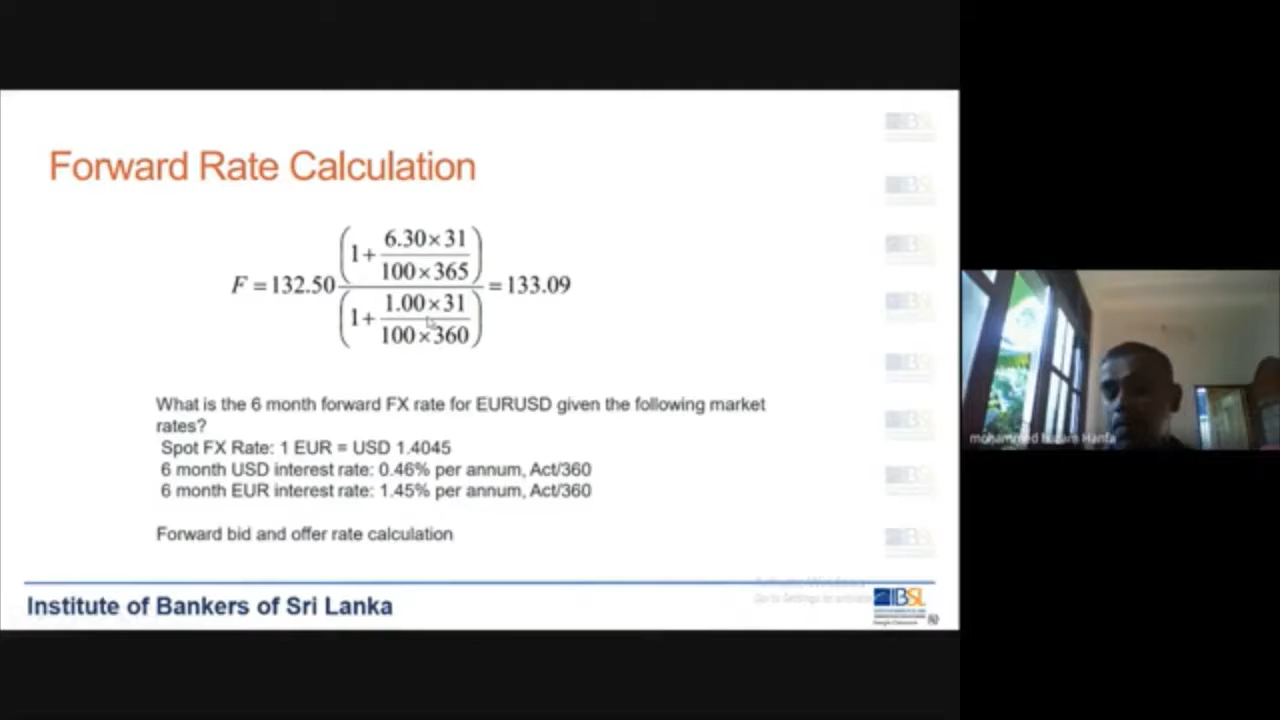 Forward Rate Calculation
F = 132.50 (1 + 6.30 × 31 / 100 × 365) / (1 + 1.00 × 31 / 100 × 360) = 133.09
What is the 6 month forward FX rate for EURUSD given the following market
rates?
Spot FX Rate: 1 EUR = USD 1.4045
6 month USD interest rate: 0.46% per annum, Act/360
6 month EUR interest rate: 1.45% per annum, Act/360
Forward bid and offer rate calculation
Institute of Bankers of Sri Lanka
IBSL
mohammed Hanfa